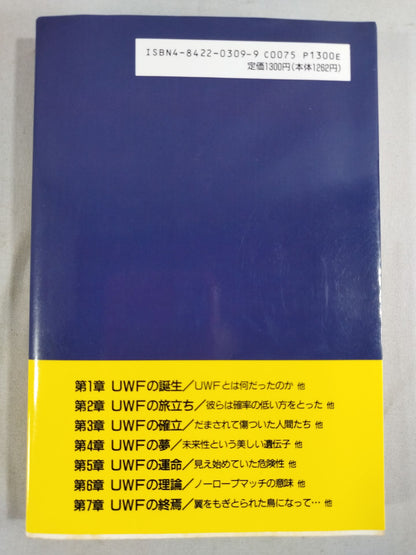 ISBN4-8422-0309-9 C0075 P1300E
定価1300円(本体1262円)
第1章 UWFの誕生/UWFとは何だったのか 他
第2章 UWFの旅立ち/彼らは確率の低い方をとった 他
第3章 UWFの確立/だまされて傷ついた人間たち 他
第4章 UWFの夢/未来性という美しい遺伝子 他
第5章 UWFの運命/見え始めていた危険性 他
第6章 UWFの理論/ノーロープマッチの意味 他
第7章 UWFの終焉/翼をもぎとられた鳥になって… 他